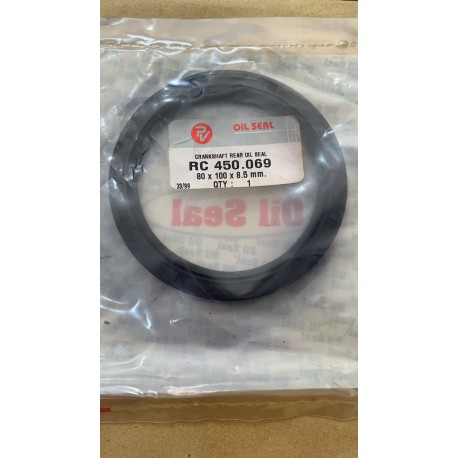 PV
OIL SEAL
CRANKSHAFT REAR OIL SEAL
RC 450.069
80 x 100 x 8.5 mm.
33/99 QTY : 1
Oil Seal